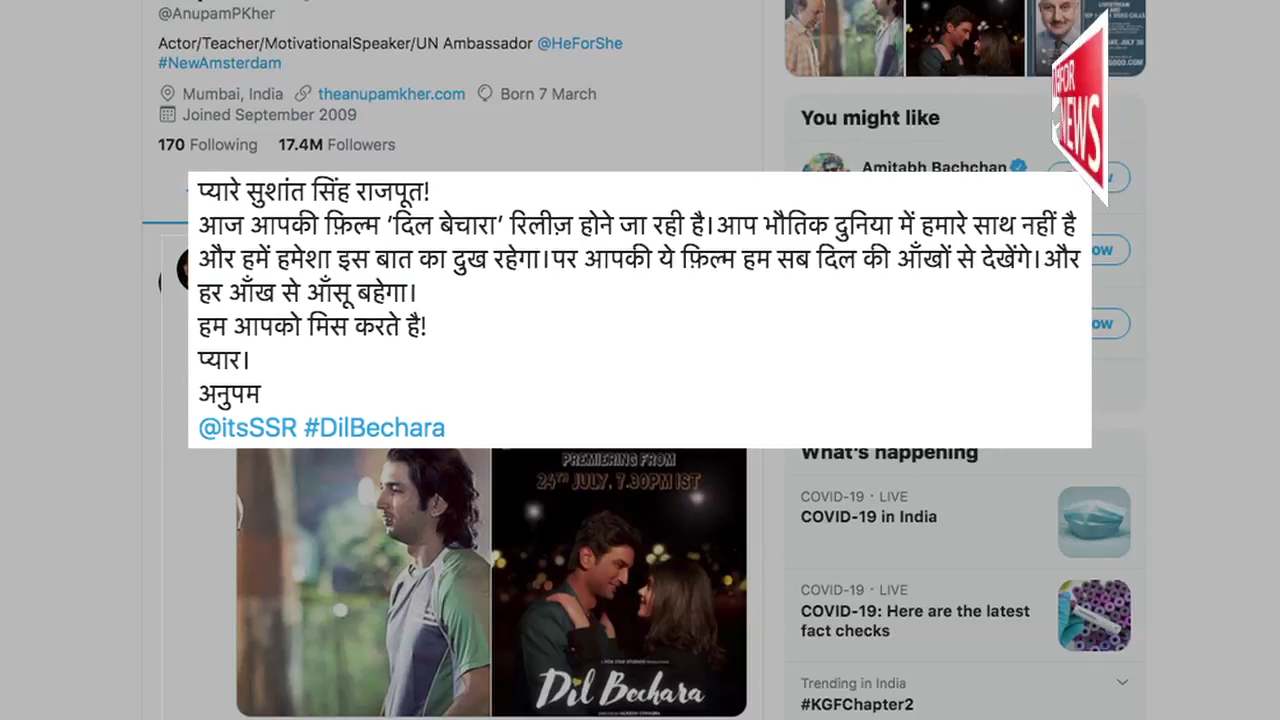 @AnupamPKher
Actor/Teacher/MotivationalSpeaker,UN Ambassador @HeForShe
#NewAmsterdam
Mumbai, India theanupamkher.com Born 7 March
Joined September 2009
170 Following 17.4M Followers
प्यारे सुशांत सिंह राजपूत!
आज आपकी फ़िल्म ‘दिल बेचारा’ रिलीज़ होने जा रही है।आप भौतिक दुनिया में हमारे साथ नहीं है
और हमें हमेशा इस बात का दुख रहेगा।पर आपकी ये फ़िल्म हम सब दिल की आँखों से देखेंगे।और
हर आँख से आँसू बहेगा।
हम आपको मिस करते है!
प्यार।
अनुपम
@itsSSR #DilBechara
PREMIERING FROM
24TH JULY, 7.30PM IST
Dil Bechara
You might like
Amitabh Bachchan
What's happening
COVID-19 · LIVE
COVID-19 in India
COVID-19 · LIVE
COVID-19: Here are the latest
fact checks
Trending in India
#KGFChapter2
FOR
NEWS